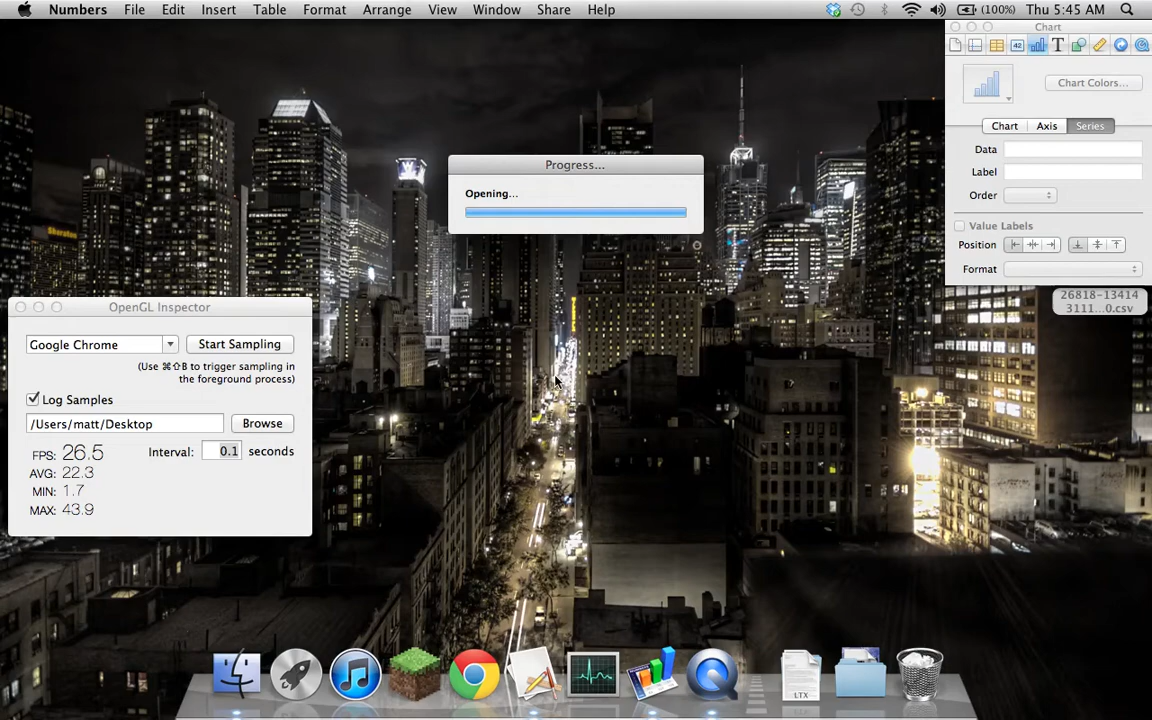 Numbers File Edit Insert Table Format Arrange View Window Share Help (100%) Thu 5:45 AM
Chart
42 T
Chart Colors...
Chart Axis Series
Data
Label
Order
Value Labels
Position
Format
Progress...
Opening...
26818-13414
3111....0.csv
Sheraton
W
OpenGL Inspector
Google Chrome Start Sampling
(Use ⌘⇧B to trigger sampling in
the foreground process)
Log Samples
/Users/matt/Desktop Browse
FPS: 26.5 Interval: 0.1 seconds
AVG: 22.3
MIN: 1.7
MAX: 43.9
LTX